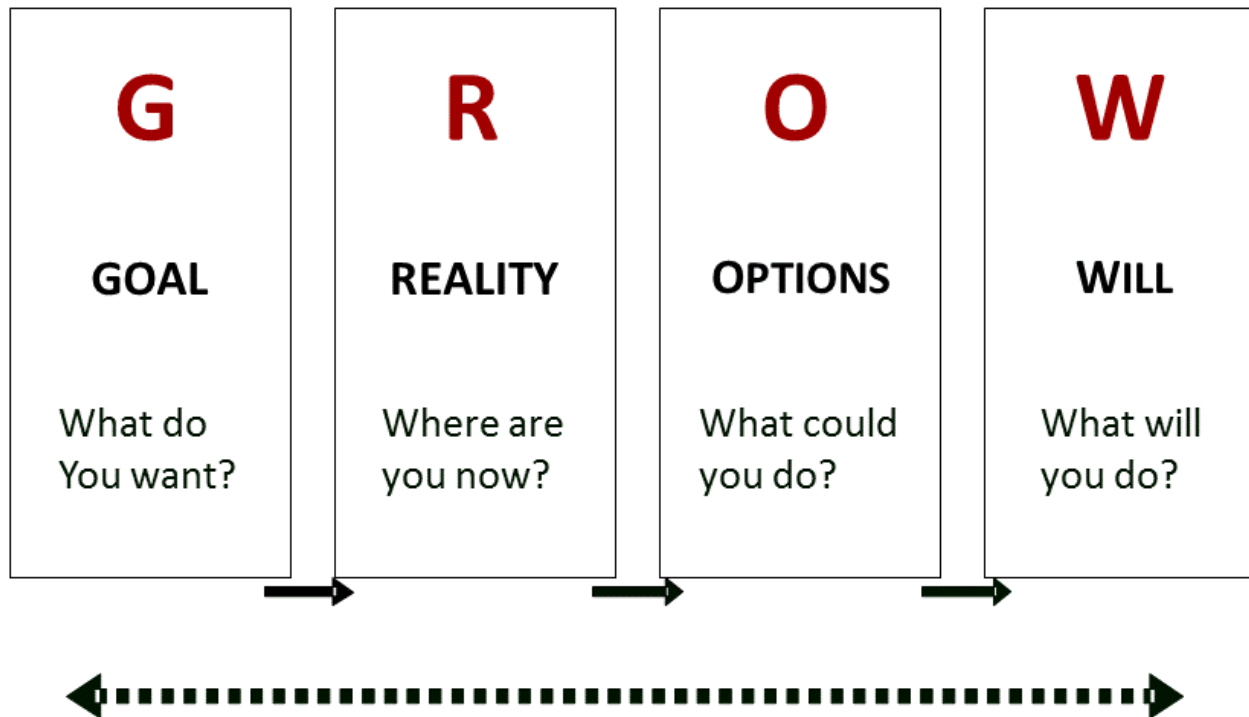 G
GOAL
What do
You want?
R
REALITY
Where are
you now?
O
OPTIONS
What could
you do?
W
WILL
What will
you do?